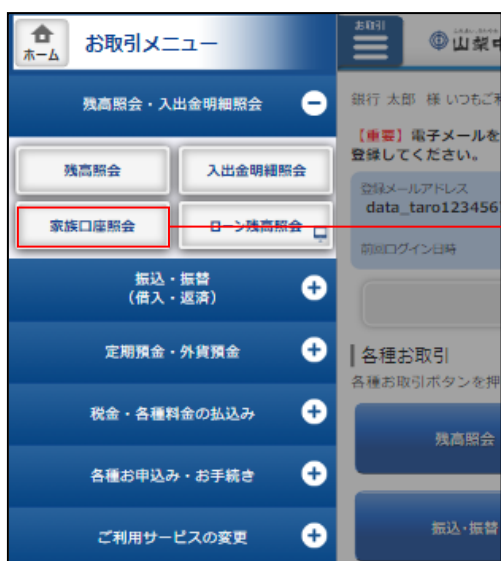 ホーム
お取引メニュー
残高照会・入出金明細照会
残高照会
入出金明細照会
家族口座照会
ローン残高照会
振込・振替
(借入・返済)
定期預金・外貨預金
税金・各種料金の払込み
各種お申込み・お手続き
ご利用サービスの変更
お取引
山梨中
銀行 太郎 様 いつもご利
【重要】電子メールを
登録してください。
登録メールアドレス
data_taro123456
前回ログイン日時
各種お取引
各種お取引ボタンを押
残高照会
振込・振替